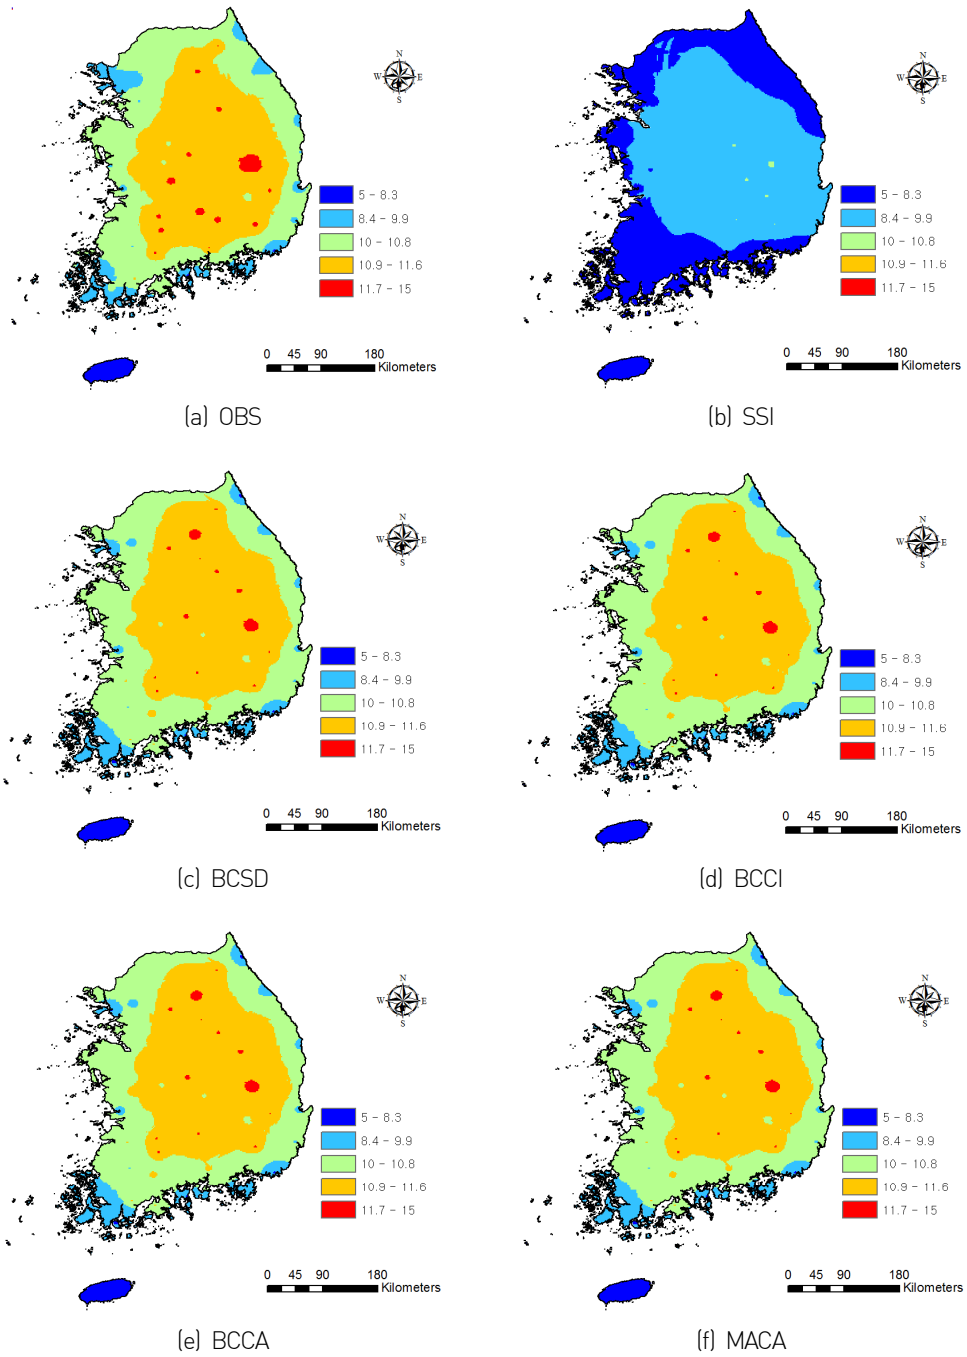 N
W E
S
5 - 8.3
8.4 - 9.9
10 - 10.8
10.9 - 11.6
11.7 - 15
0 45 90 180
Kilometers
(a) OBS
N
W E
S
5 - 8.3
8.4 - 9.9
10 - 10.8
10.9 - 11.6
11.7 - 15
0 45 90 180
Kilometers
(b) SSI
N
W E
S
5 - 8.3
8.4 - 9.9
10 - 10.8
10.9 - 11.6
11.7 - 15
0 45 90 180
Kilometers
(c) BCSD
N
W E
S
5 - 8.3
8.4 - 9.9
10 - 10.8
10.9 - 11.6
11.7 - 15
0 45 90 180
Kilometers
(d) BCCI
N
W E
S
5 - 8.3
8.4 - 9.9
10 - 10.8
10.9 - 11.6
11.7 - 15
0 45 90 180
Kilometers
(e) BCCA
N
W E
S
5 - 8.3
8.4 - 9.9
10 - 10.8
10.9 - 11.6
11.7 - 15
0 45 90 180
Kilometers
(f) MACA